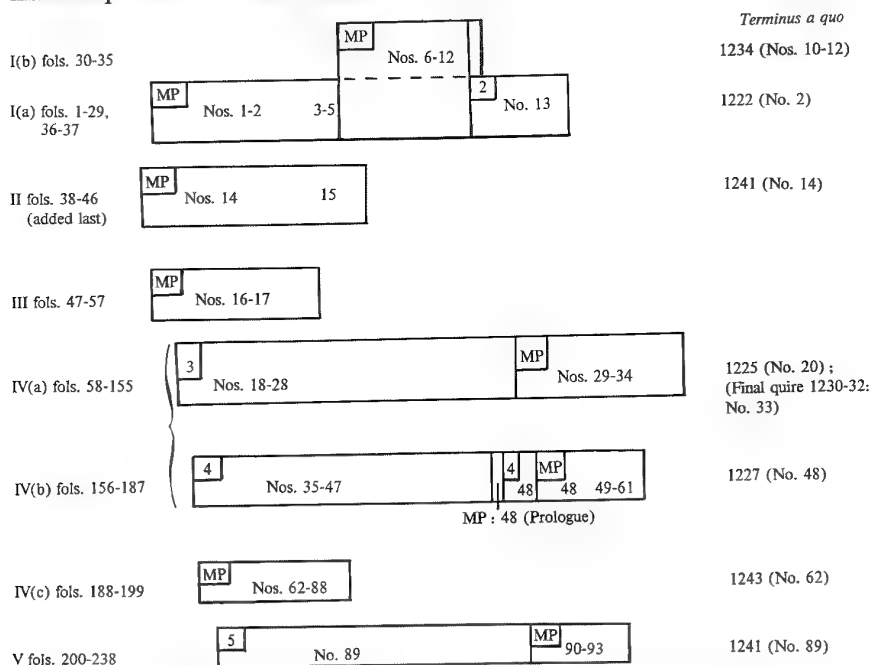 Terminus a quo
MP
I(b) fols. 30-35
Nos. 6-12
1234 (Nos. 10-12)
MP
2
I(a) fols. 1-29,
36-37
Nos. 1-2
3-5
No. 13
1222 (No. 2)
MP
II fols. 38-46
(added last)
Nos. 14
15
1241 (No. 14)
MP
III fols. 47-57
Nos. 16-17
3
MP
IV(a) fols. 58-155
Nos. 18-28
Nos. 29-34
1225 (No. 20) ;
(Final quire 1230-32:
No. 33)
4
4
MP
IV(b) fols. 156-187
Nos. 35-47
48
48
49-61
1227 (No. 48)
MP : 48 (Prologue)
MP
IV(c) fols. 188-199
Nos. 62-88
1243 (No. 62)
5
MP
V fols. 200-238
No. 89
90-93
1241 (No. 89)